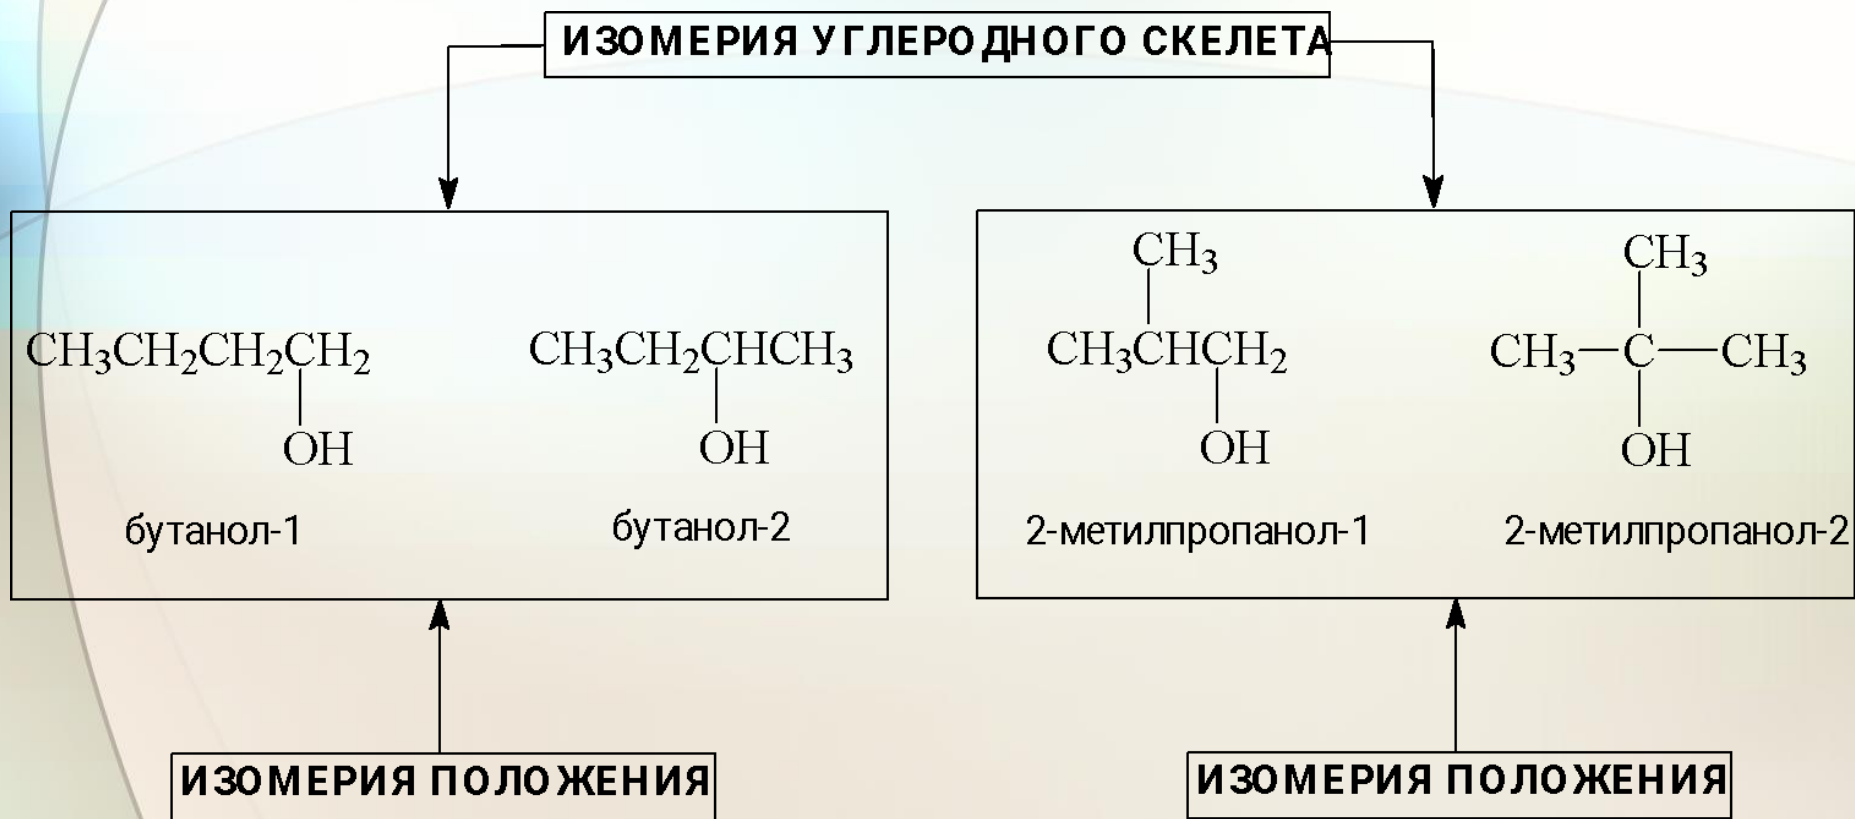 ИЗОМЕРИЯ УГЛЕРОДНОГО СКЕЛЕТА
CH₃CH₂CH₂CH₂
OH
бутанол-1
CH₃CH₂CHCH₃
OH
бутанол-2
CH₃
CH₃CHCH₂
OH
2-метилпропанол-1
CH₃
CH₃—C—CH₃
OH
2-метилпропанол-2
ИЗОМЕРИЯ ПОЛОЖЕНИЯ
ИЗОМЕРИЯ ПОЛОЖЕНИЯ